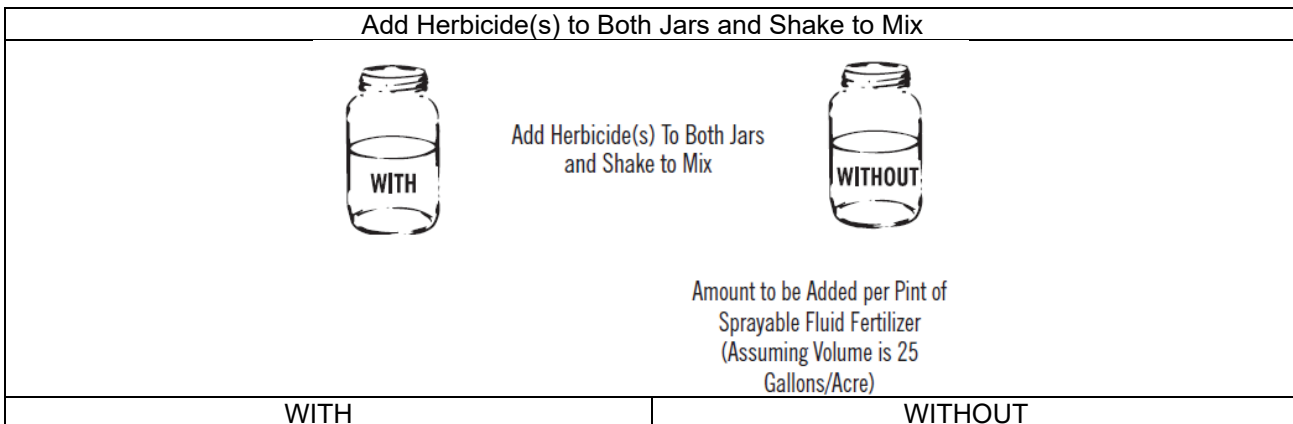 Add Herbicide(s) to Both Jars and Shake to Mix
WITH
Add Herbicide(s) To Both Jars
and Shake to Mix
WITHOUT
Amount to be Added per Pint of
Sprayable Fluid Fertilizer
(Assuming Volume is 25
Gallons/Acre)
WITH
WITHOUT